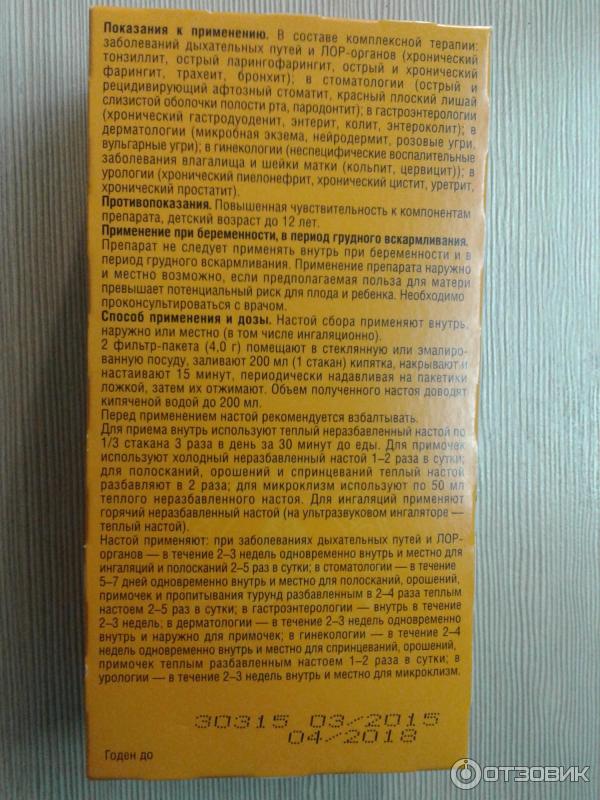 Показания к применению. В составе комплексной терапии:
заболеваний дыхательных путей и ЛОР-органов (хронический
тонзиллит, острый ларингофарингит, острый и хронический
фарингит, трахеит, бронхит); в стоматологии (острый и
рецидивирующий афтозный стоматит, красный плоский лишай
слизистой оболочки полости рта, пародонтит); в гастроэнтерологии
(хронический гастродуоденит, энтерит, колит, энтероколит); в
дерматологии (микробная экзема, нейродермит, розовые угри,
вульгарные угри); в гинекологии (неспецифические воспалительные
заболевания влагалища и шейки матки (кольпит, цервицит)); в
урологии (хронический пиелонефрит, хронический цистит, уретрит,
хронический простатит).
Противопоказания. Повышенная чувствительность к компонентам
препарата, детский возраст до 12 лет.
Применение при беременности, в период грудного вскармливания.
Препарат не следует применять внутрь при беременности и в
период грудного вскармливания. Применение препарата наружно
и местно возможно, если предполагаемая польза для матери
превышает потенциальный риск для плода и ребенка. Необходимо
проконсультироваться с врачом.
Способ применения и дозы. Настой сбора применяют внутрь,
наружно или местно (в том числе ингаляционно).
2 фильтр-пакета (4,0 г) помещают в стеклянную или эмалиро-
ванную посуду, заливают 200 мл (1 стакан) кипятка, накрывают и
настаивают 15 минут, периодически надавливая на пакетики
ложкой, затем их отжимают. Объем полученного настоя доводят
кипяченой водой до 200 мл.
Перед применением настой рекомендуется взбалтывать.
Для приема внутрь используют теплый неразбавленный настой по
1/3 стакана 3 раза в день за 30 минут до еды. Для примочек
используют холодный неразбавленный настой 1–2 раза в сутки;
для полосканий, орошений и спринцеваний теплый настой
разбавляют в 2 раза; для микроклизм используют по 50 мл
теплого неразбавленного настоя. Для ингаляций применяют
горячий неразбавленный настой (на ультразвуковом ингаляторе —
теплый настой).
Настой применяют: при заболеваниях дыхательных путей и ЛОР-
органов — в течение 2–3 недель одновременно внутрь и местно для
ингаляций и полосканий 2–5 раз в сутки; в стоматологии — в течение
5–7 дней одновременно внутрь и местно для полосканий, орошений,
примочек и пропитывания турунд разбавленным в 2–4 раза теплым
настоем 2–5 раз в сутки; в гастроэнтерологии — внутрь в течение
2–3 недель; в дерматологии — в течение 2–3 недель одновременно
внутрь и наружно для примочек; в гинекологии — в течение 2–4
недель одновременно внутрь и местно для спринцеваний, орошений,
примочек теплым разбавленным настоем 1–2 раза в сутки; в
урологии — в течение 2–3 недель внутрь и местно для микроклизм.
30315 03/2015
04/2018
Годен до
ОТЗОВИК